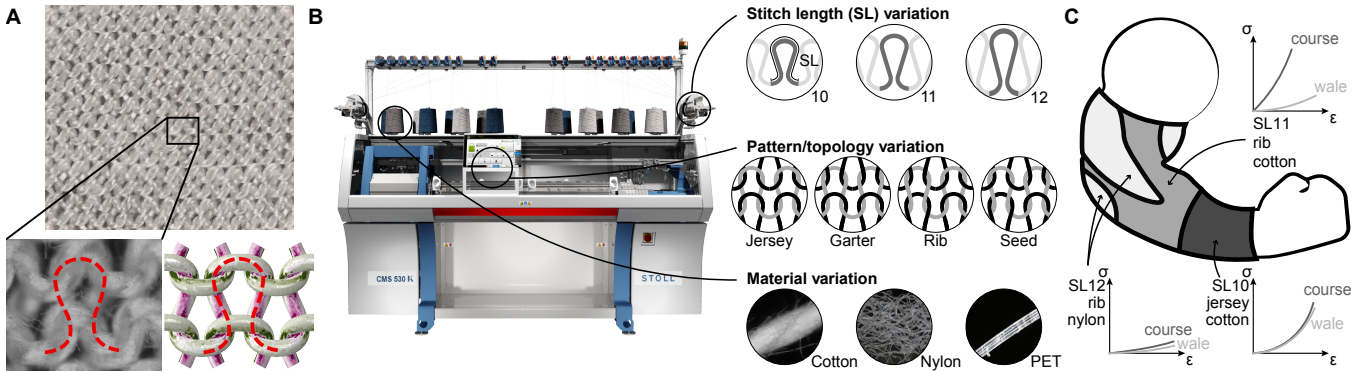 A
B
C
Stitch length (SL) variation
SL
10
11
12
Pattern/topology variation
Jersey
Garter
Rib
Seed
Material variation
Cotton
Nylon
PET
CMS 530
STOLL
σ
course
wale
ε
SL11
rib
cotton
SL12
rib
nylon
σ
course
wale
ε
SL10
jersey
cotton
σ
course
wale
ε